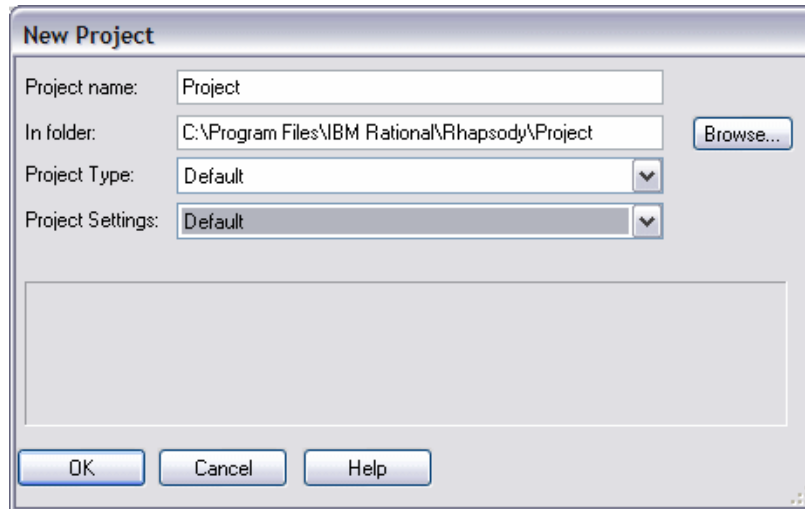 New Project
Project name: Project
In folder: C:\Program Files\IBM Rational\Rhapsody\Project Browse...
Project Type: Default
Project Settings: Default
OK Cancel Help